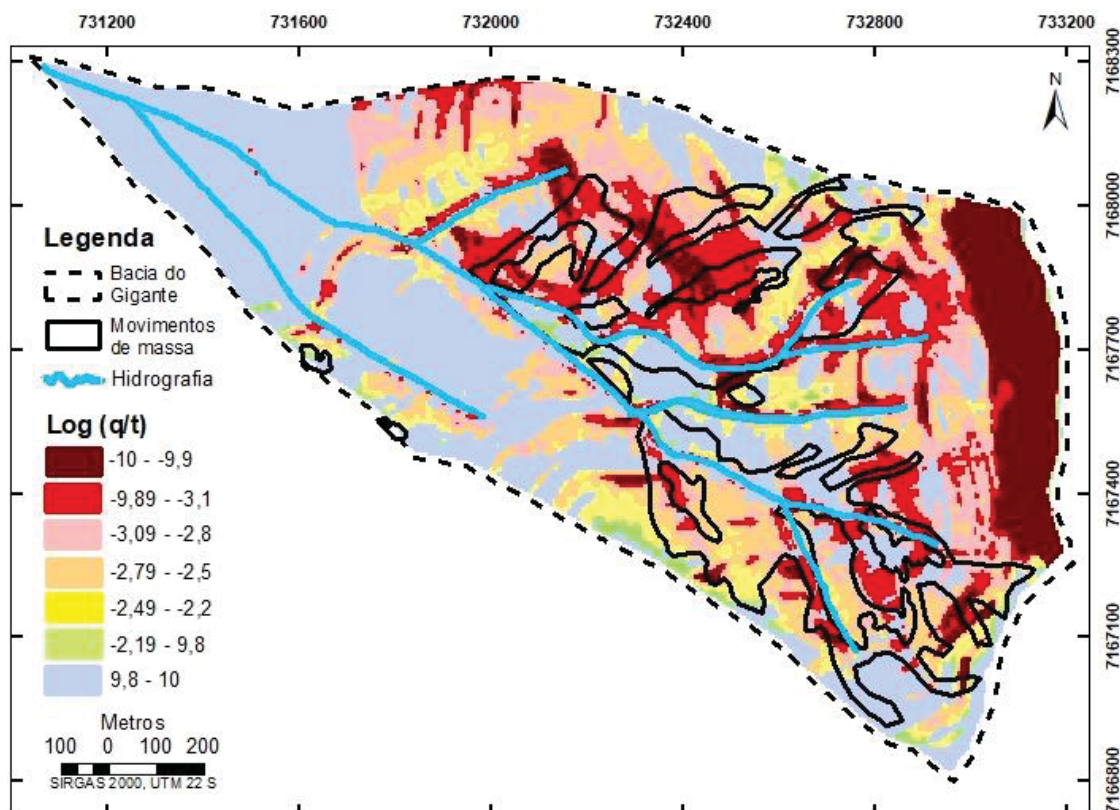 731200 731600 732000 732400 732800 733200
7168300
N
7168000
Legenda
Bacia do
Gigante
Movimentos
de massa
Hidrografia
7167700
Log (q/t)
-10 - -9,9
-9,89 - -3,1
-3,09 - -2,8
-2,79 - -2,5
-2,49 - -2,2
-2,19 - 9,8
9,8 - 10
7167400
7167100
Metros
100 0 100 200
SIRGAS 2000, UTM 22 S
7166800